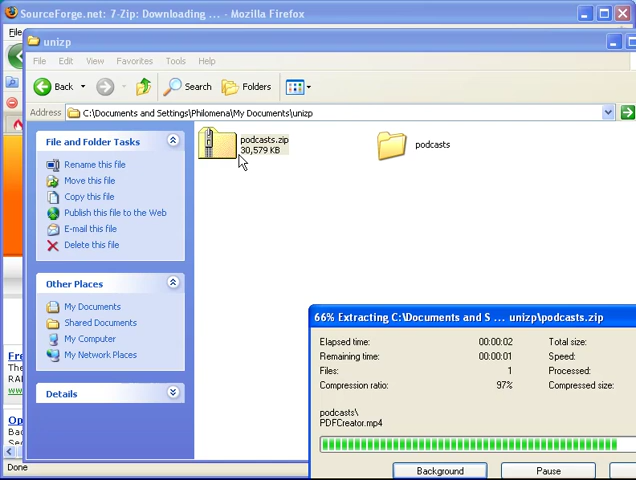 SourceForge.net: 7-Zip: Downloading ... - Mozilla Firefox
unizp
File Edit View Favorites Tools Help
Back Search Folders
Address C:\Documents and Settings\Philomena\My Documents\unizp Go
File and Folder Tasks
Rename this file
Move this file
Copy this file
Publish this file to the Web
E-mail this file
Delete this file
Other Places
My Documents
Shared Documents
My Computer
My Network Places
Details
podcasts.zip
30,579 KB
podcasts
66% Extracting C:\Documents and S ... unizp\podcasts.zip
Elapsed time: 00:00:02 Total size:
Remaining time: 00:00:01 Speed:
Files: 1 Processed:
Compression ratio: 97% Compressed size:
podcasts\
PDFCreator.mp4
Background Pause
Done